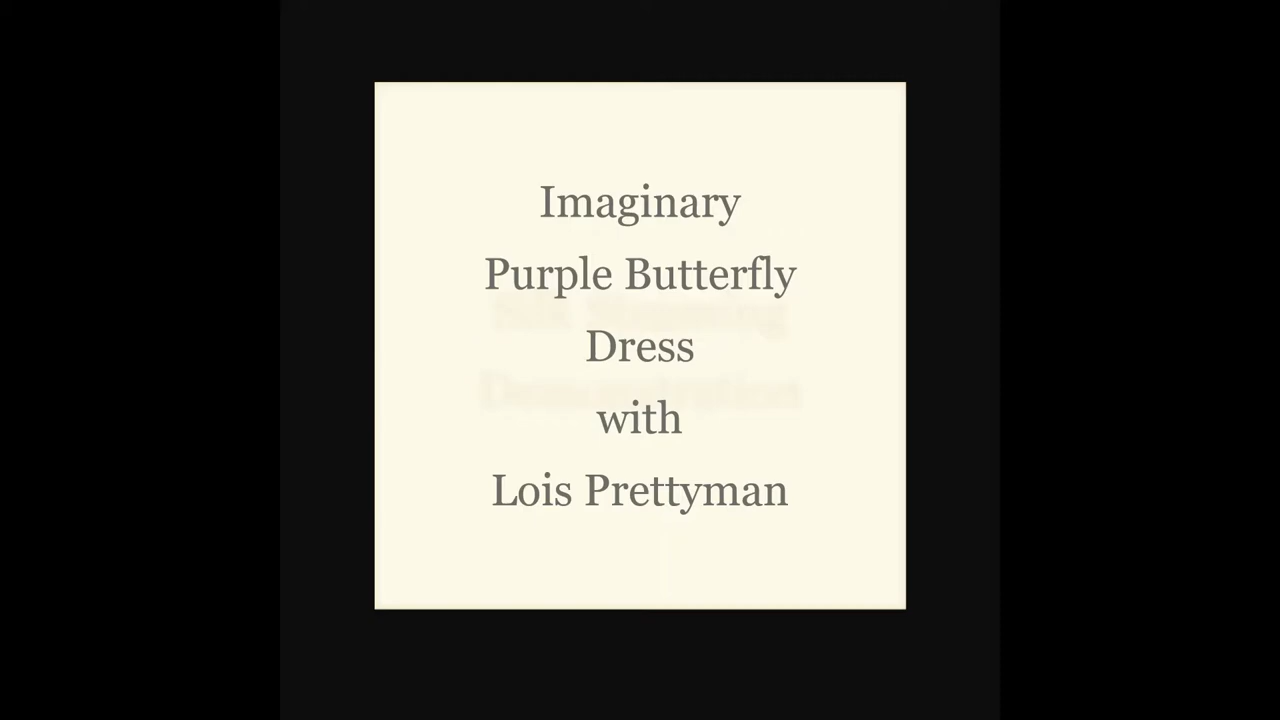 Imaginary
Purple Butterfly
Dress
with
Lois Prettyman